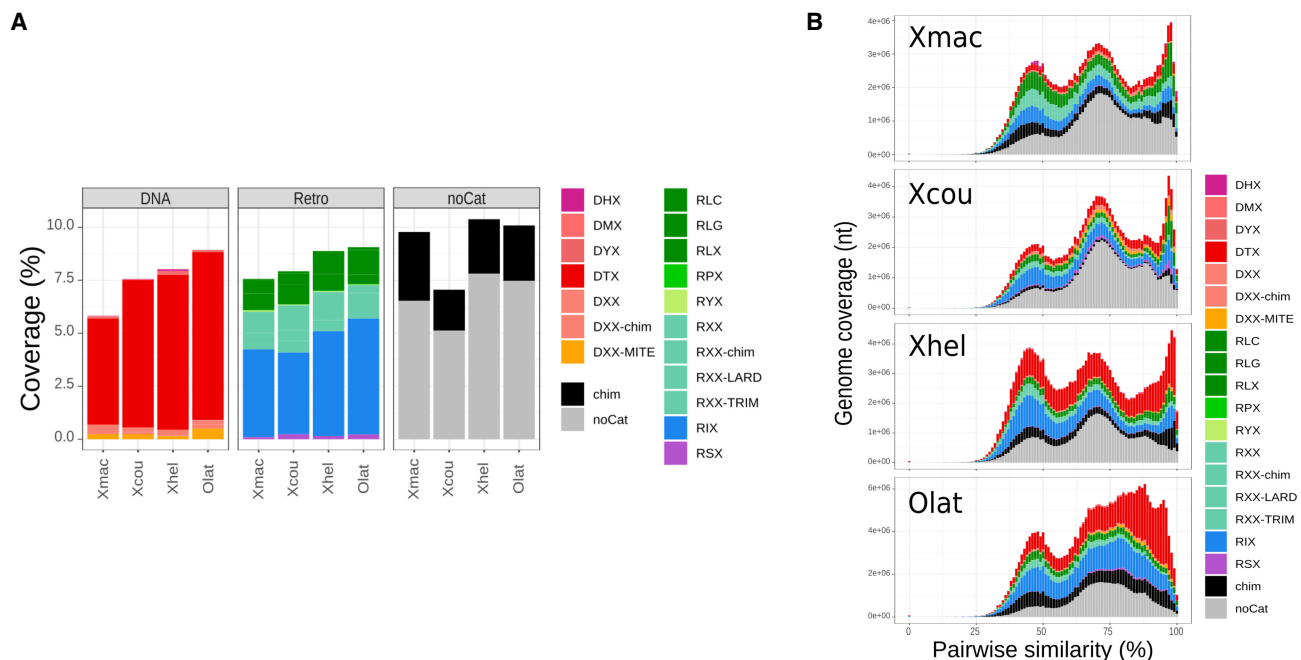 A
DNA
Retro
noCat
Coverage (%)
10.0
7.5
5.0
2.5
0.0
Xmac
Xcou
Xhel
Olat
Xmac
Xcou
Xhel
Olat
Xmac
Xcou
Xhel
Olat
DHX
DMX
DYX
DTX
DXX
DXX-chim
DXX-MITE
chim
noCat
RLC
RLG
RLX
RPX
RYX
RXX
RXX-chim
RXX-LARD
RXX-TRIM
RIX
RSX
B
Genome coverage (nt)
Xmac
4e+06
3e+06
2e+06
1e+06
0e+00
Xcou
4e+06
3e+06
2e+06
1e+06
0e+00
Xhel
4e+06
3e+06
2e+06
1e+06
0e+00
Olat
6e+06
4e+06
2e+06
0e+00
0
25
50
75
100
Pairwise similarity (%)
DHX
DMX
DYX
DTX
DXX
DXX-chim
DXX-MITE
RLC
RLG
RLX
RPX
RYX
RXX
RXX-chim
RXX-LARD
RXX-TRIM
RIX
RSX
chim
noCat